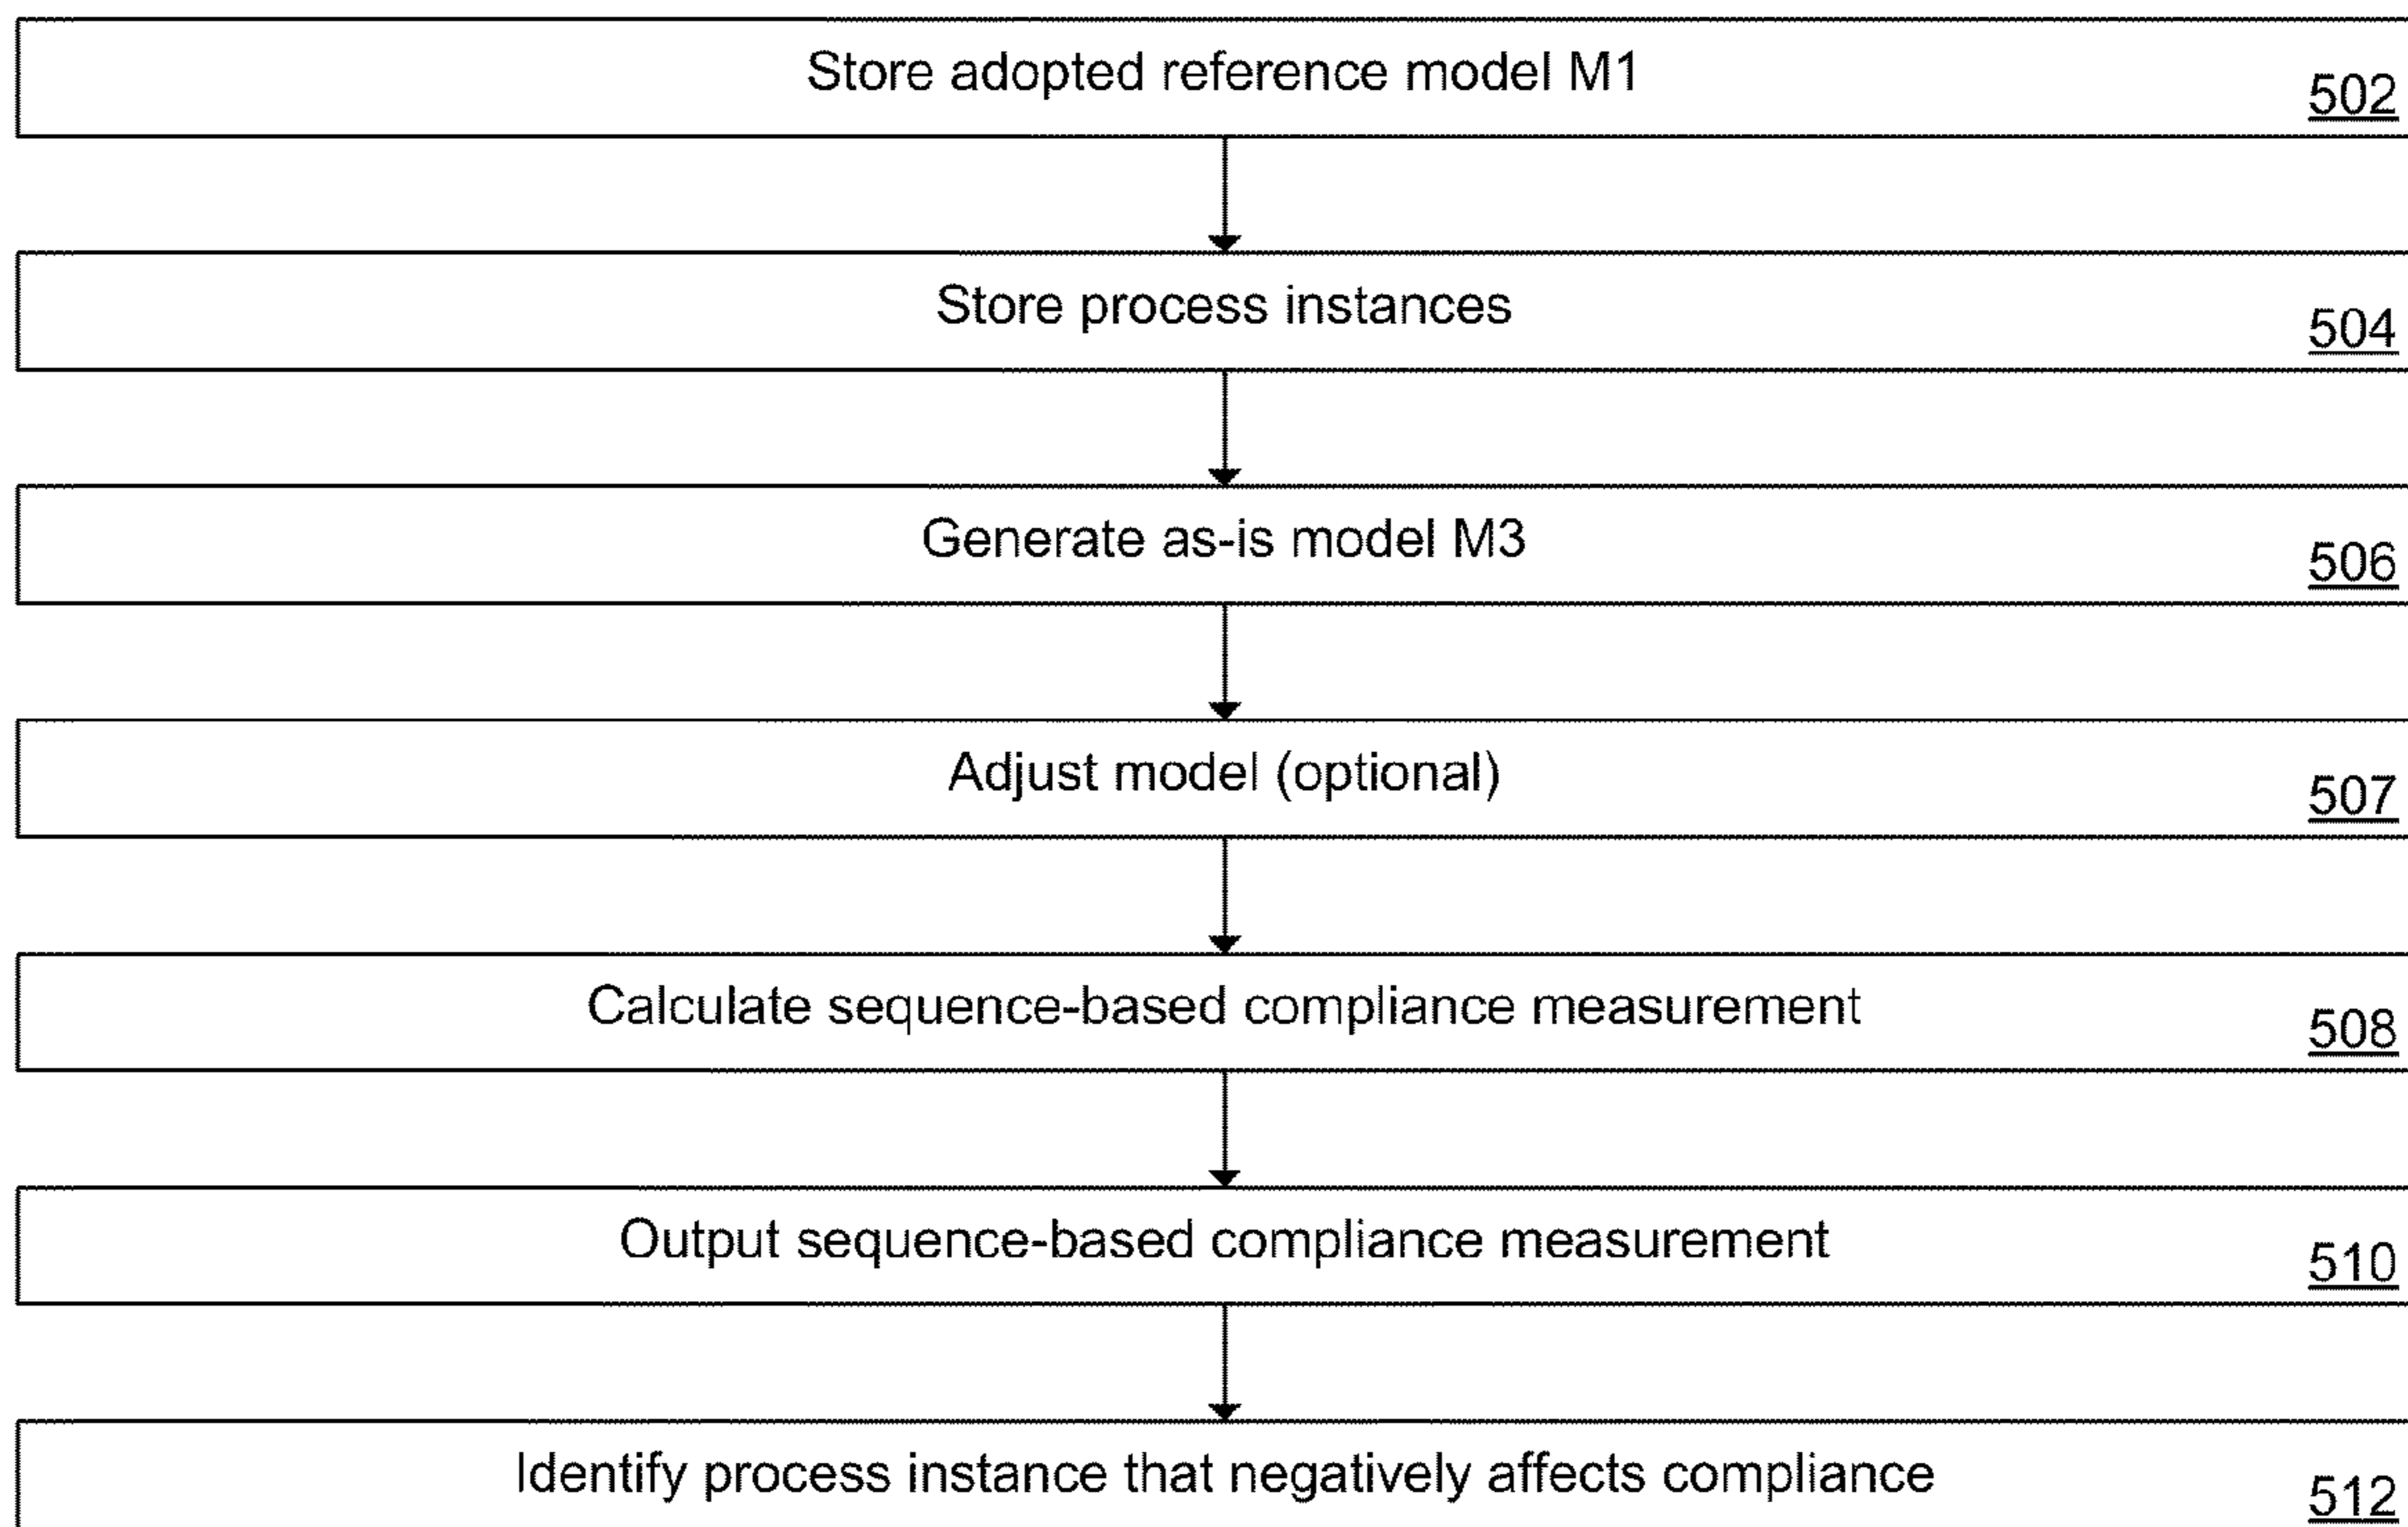 Store adopted reference model M1
502
Store process instances
504
Generate as-is model M3
506
Adjust model (optional)
507
Calculate sequence-based compliance measurement
508
Output sequence-based compliance measurement
510
Identify process instance that negatively affects compliance
512